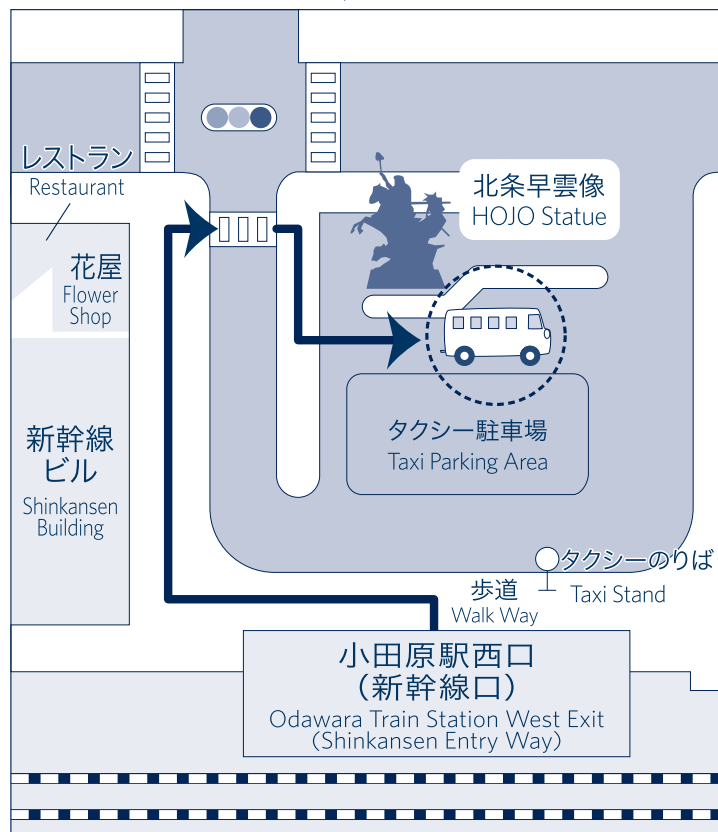 レストラン
Restaurant
北条早雲像
HOJO Statue
花屋
Flower
Shop
新幹線
ビル
Shinkansen
Building
タクシー駐車場
Taxi Parking Area
タクシーのりば
Taxi Stand
歩道
Walk Way
小田原駅西口
（新幹線口）
Odawara Train Station West Exit
(Shinkansen Entry Way)